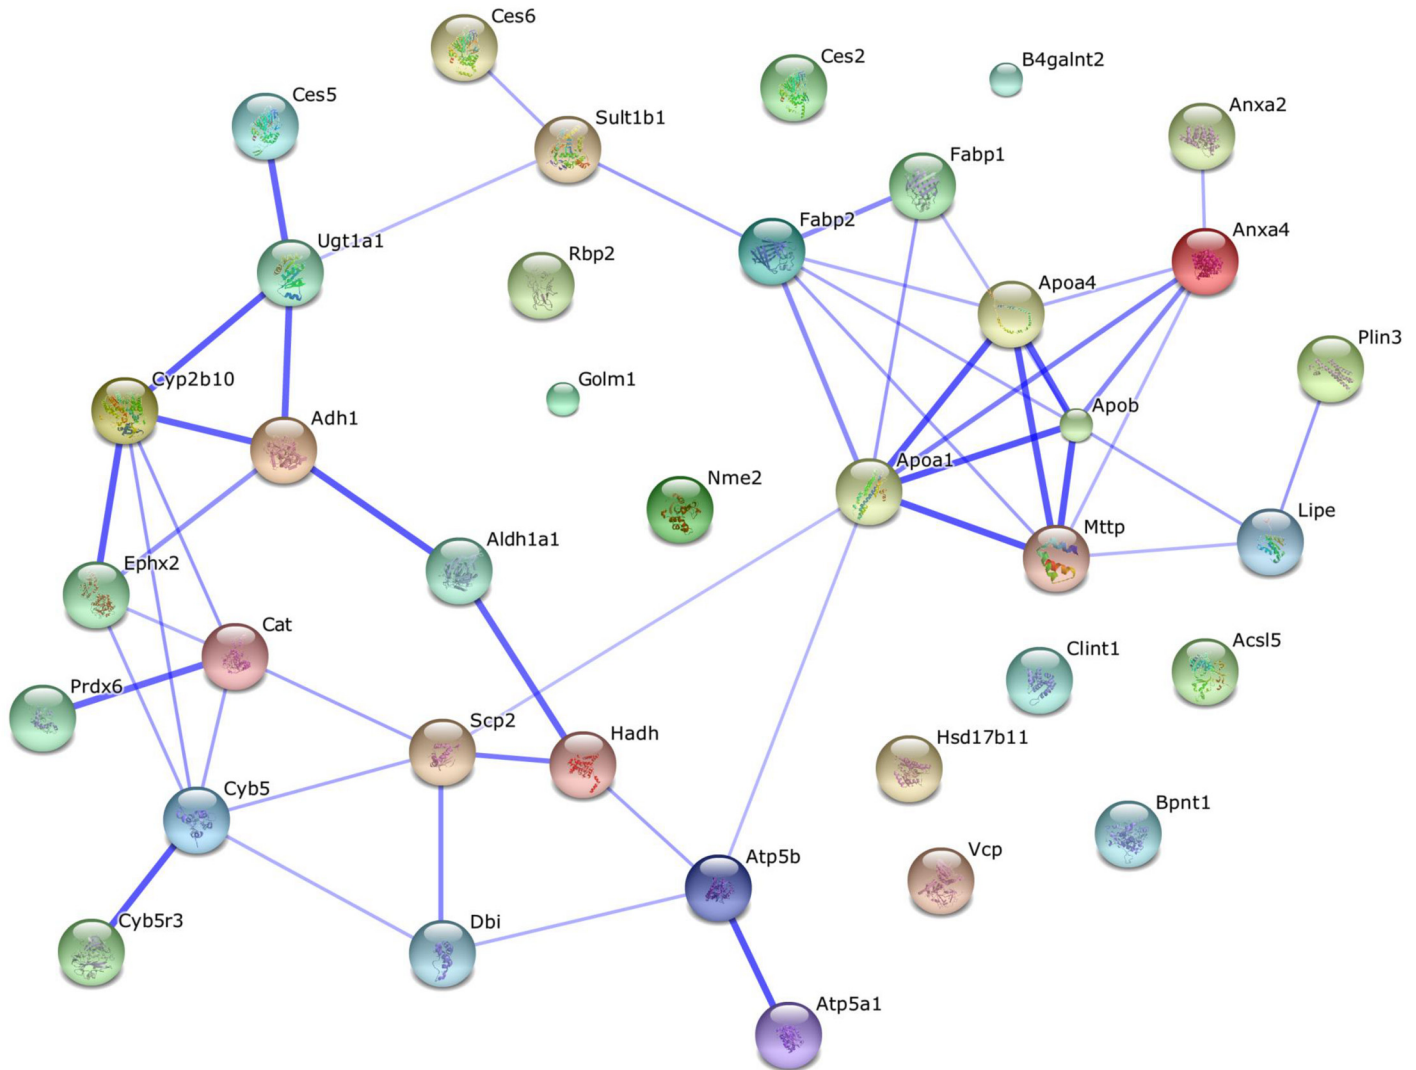 Ces6
Ces2
B4galnt2
Ces5
Anxa2
Sult1b1
Fabp1
Fabp2
Anxa4
Ugt1a1
Rbp2
Apoa4
Plin3
Cyp2b10
Golm1
Apob
Adh1
Apoa1
Nme2
Lipe
Mttp
Aldh1a1
Ephx2
Cat
Clint1
Acsl5
Prdx6
Scp2
Hadh
Hsd17b11
Cyb5
Bpnt1
Atp5b
Vcp
Cyb5r3
Dbi
Atp5a1